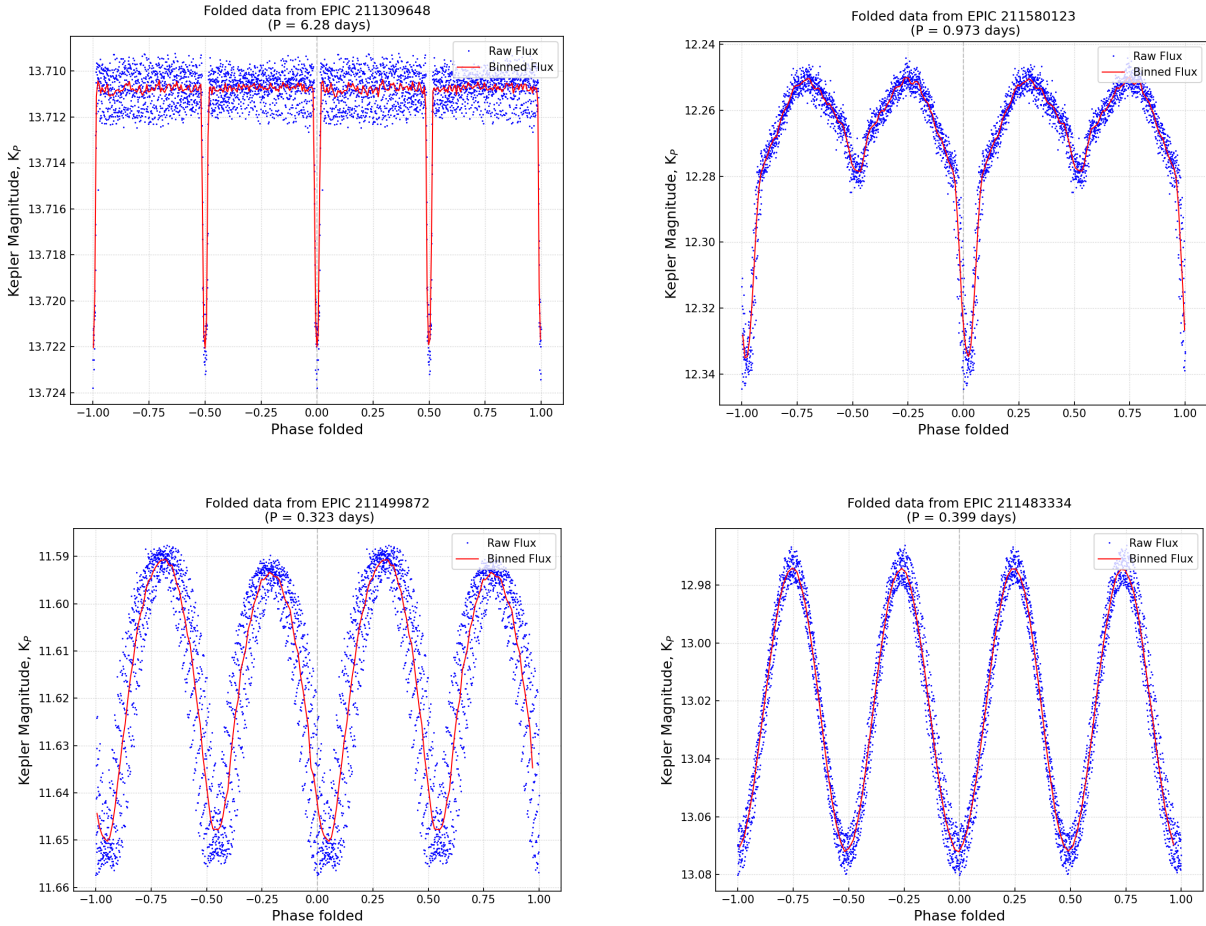 Folded data from EPIC 211309648
(P = 6.28 days)
Raw Flux
Binned Flux
13.710
13.712
13.714
13.716
13.718
13.720
13.722
13.724
Kepler Magnitude, K_P
−1.00 −0.75 −0.50 −0.25 0.00 0.25 0.50 0.75 1.00
Phase folded
Folded data from EPIC 211580123
(P = 0.973 days)
Raw Flux
Binned Flux
12.24
12.26
12.28
12.30
12.32
12.34
Kepler Magnitude, K_P
−1.00 −0.75 −0.50 −0.25 0.00 0.25 0.50 0.75 1.00
Phase folded
Folded data from EPIC 211499872
(P = 0.323 days)
Raw Flux
Binned Flux
11.59
11.60
11.61
11.62
11.63
11.64
11.65
11.66
Kepler Magnitude, K_P
−1.00 −0.75 −0.50 −0.25 0.00 0.25 0.50 0.75 1.00
Phase folded
Folded data from EPIC 211483334
(P = 0.399 days)
Raw Flux
Binned Flux
12.98
13.00
13.02
13.04
13.06
13.08
Kepler Magnitude, K_P
−1.00 −0.75 −0.50 −0.25 0.00 0.25 0.50 0.75 1.00
Phase folded